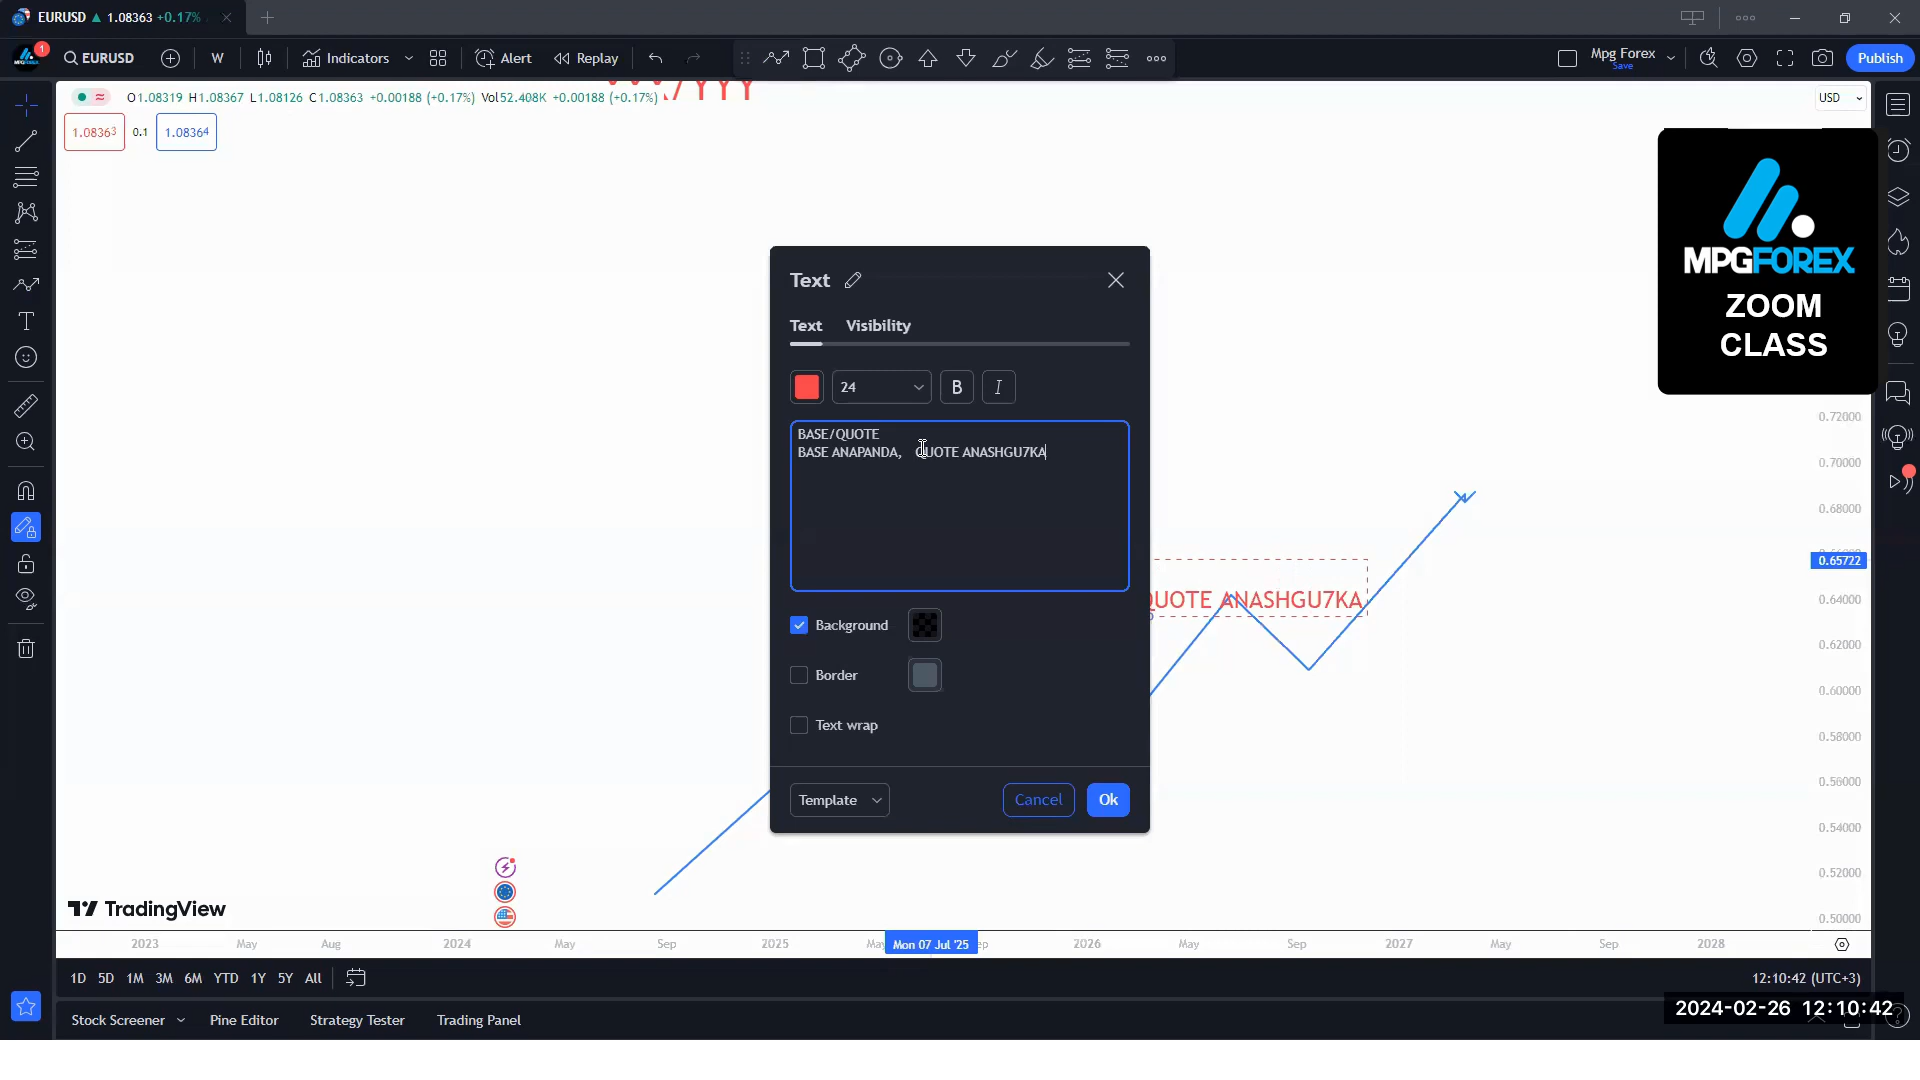 EURUSD ▲ 1.08363 +0.17%
1
EURUSD
W
Indicators
Alert
Replay
Mpg Forex
Save
Publish
O1.08319 H1.08367 L1.08126 C1.08363 +0.00188 (+0.17%) Vol52.408K +0.00188 (+0.17%)
USD
1.08363
0.1
1.08364
MPGFOREX
ZOOM
CLASS
Text
Text
Visibility
24
B
I
BASE/QUOTE
BASE ANAPANDA, QUOTE ANASHGU7KA
Background
Border
Text wrap
Template
Cancel
Ok
QUOTE ANASHGU7KA
0.72000
0.70000
0.68000
0.65722
0.64000
0.62000
0.60000
0.58000
0.56000
0.54000
0.52000
0.50000
TradingView
2023
May
Aug
2024
May
Sep
2025
May
Mon 07 Jul '25
ep
2026
May
Sep
2027
May
Sep
2028
1D 5D 1M 3M 6M YTD 1Y 5Y All
12:10:42 (UTC+3)
2024-02-26 12:10:42
Stock Screener
Pine Editor
Strategy Tester
Trading Panel